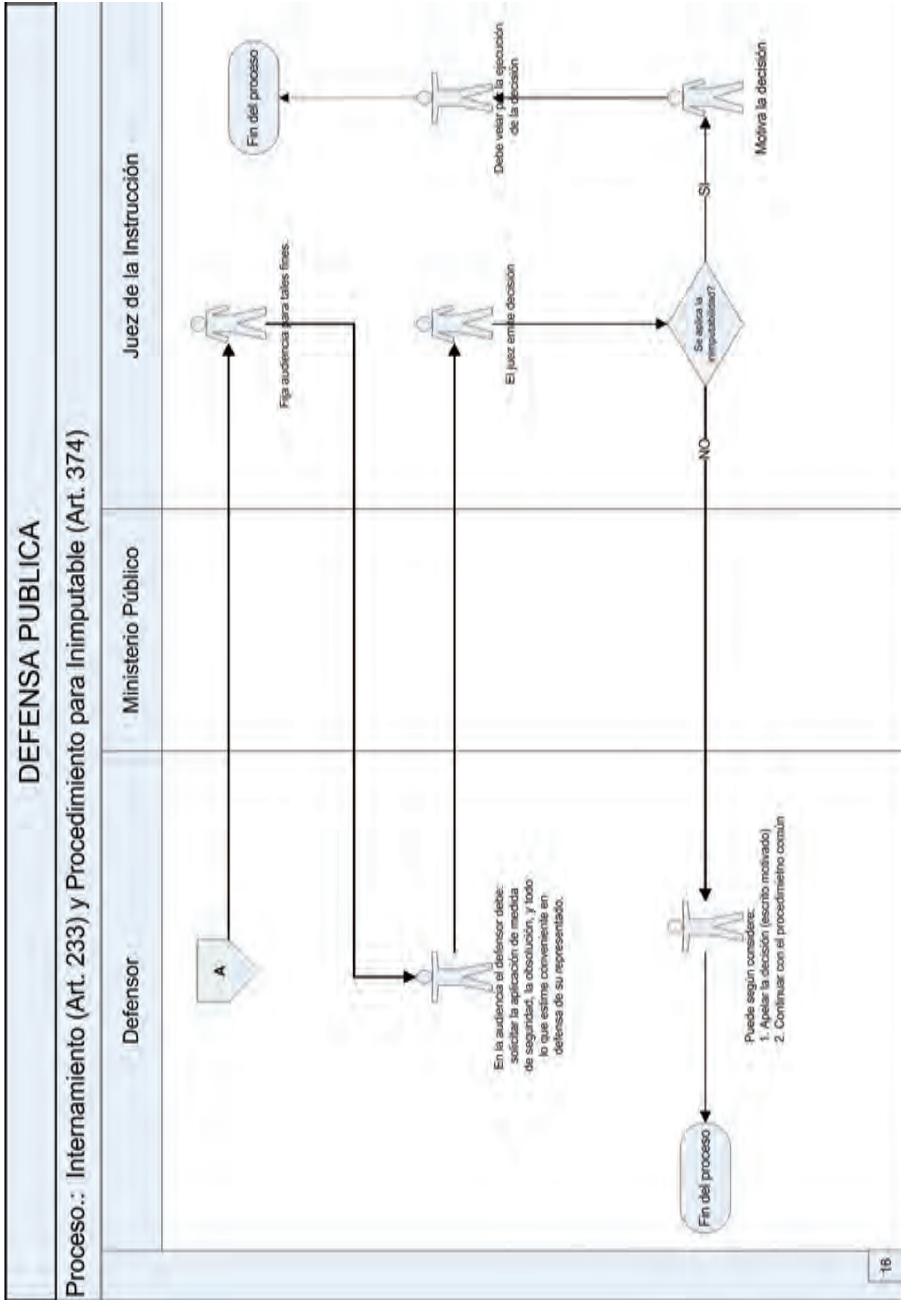 DEFENSA PUBLICA
Proceso.: Internamiento (Art. 233) y Procedimiento para Inimputable (Art. 374)
Defensor
Ministerio Público
Juez de la Instrucción
A
Fija audiencia para tales fines.
Fin del proceso
En la audiencia el defensor debe:
solicitar la aplicación de medida
de seguridad, la obsolución, y todo
lo que estime conveniente en
defensa de su representado.
El juez emite decisión
Debe velar por la ejecución
de la decisión
Se aplica la
inimputabilidad?
NO
SI
Motiva la decisión
Puede según considere:
1. Apelar la decisión (escrito motivado)
2. Continuar con el procedimietno común
Fin del proceso
16